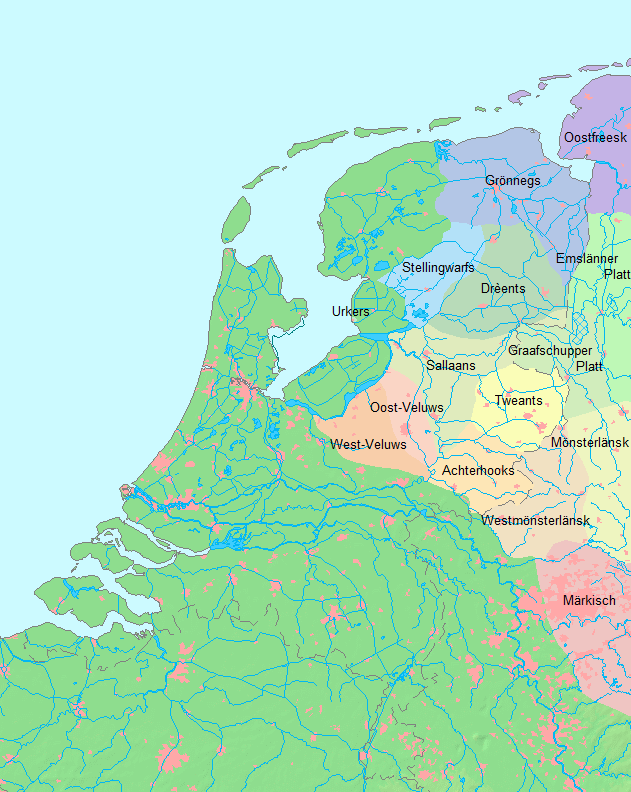 Oostfreesk
Grönnegs
Emslänner
Platt
Stellingwarfs
Drèents
Urkers
Graafschupper
Platt
Sallaans
Tweants
Oost-Veluws
West-Veluws
Mönsterlänsk
Achterhooks
Westmönsterlänsk
Märkisch